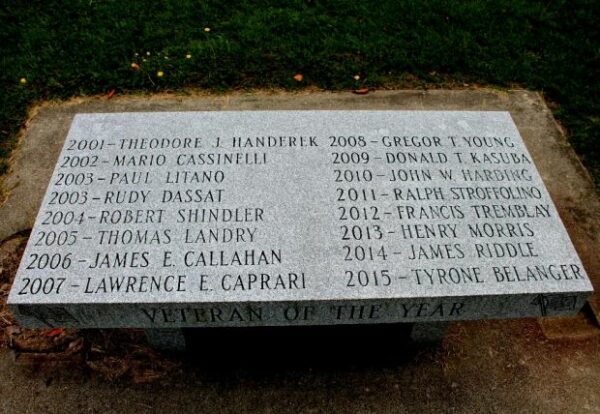 2001-THEODORE J. HANDEREK
2002-MARIO CASSINELLI
2003-PAUL LITANO
2003-RUDY DASSAT
2004-ROBERT SHINDLER
2005-THOMAS LANDRY
2006-JAMES E. CALLAHAN
2007-LAWRENCE E. CAPRARI
2008-GREGOR T. YOUNG
2009-DONALD T. KASUBA
2010-JOHN W. HARDING
2011-RALPH STROFFOLINO
2012-FRANCIS TREMBLAY
2013-HENRY MORRIS
2014-JAMES RIDDLE
2015-TYRONE BELANGER
VETERAN OF THE YEAR